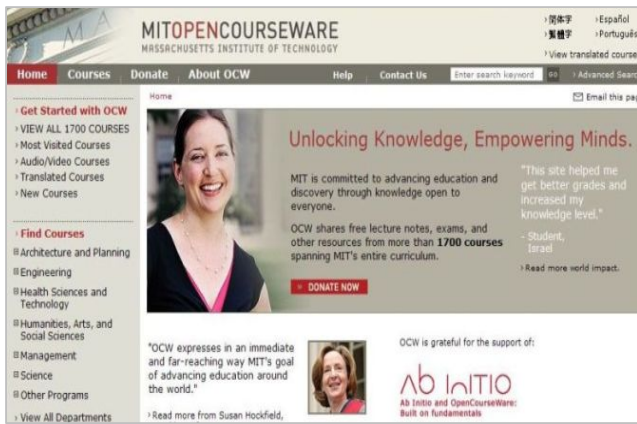 MITOPENCOURSEWARE
MASSACHUSETTS INSTITUTE OF TECHNOLOGY
简体字
Español
繁體字
Português
View translated course
Home
Courses
Donate
About OCW
Help
Contact Us
Enter search keyword
GO
Advanced Sear
Home
Email this pag
Get Started with OCW
VIEW ALL 1700 COURSES
Most Visited Courses
Audio/Video Courses
Translated Courses
New Courses
Find Courses
Architecture and Planning
Engineering
Health Sciences and
Technology
Humanities, Arts, and
Social Sciences
Management
Science
Other Programs
View All Departments
Unlocking Knowledge, Empowering Minds.
MIT is committed to advancing education and
discovery through knowledge open to
everyone.
OCW shares free lecture notes, exams, and
other resources from more than 1700 courses
spanning MIT's entire curriculum.
DONATE NOW
"This site helped me
get better grades and
increased my
knowledge level."
- Student,
Israel
Read more world impact.
"OCW expresses in an immediate
and far-reaching way MIT's goal
of advancing education around
the world."
Read more from Susan Hockfield,
OCW is grateful for the support of:
Ab INITIO
Ab Initio and OpenCourseWare:
Built on fundamentals